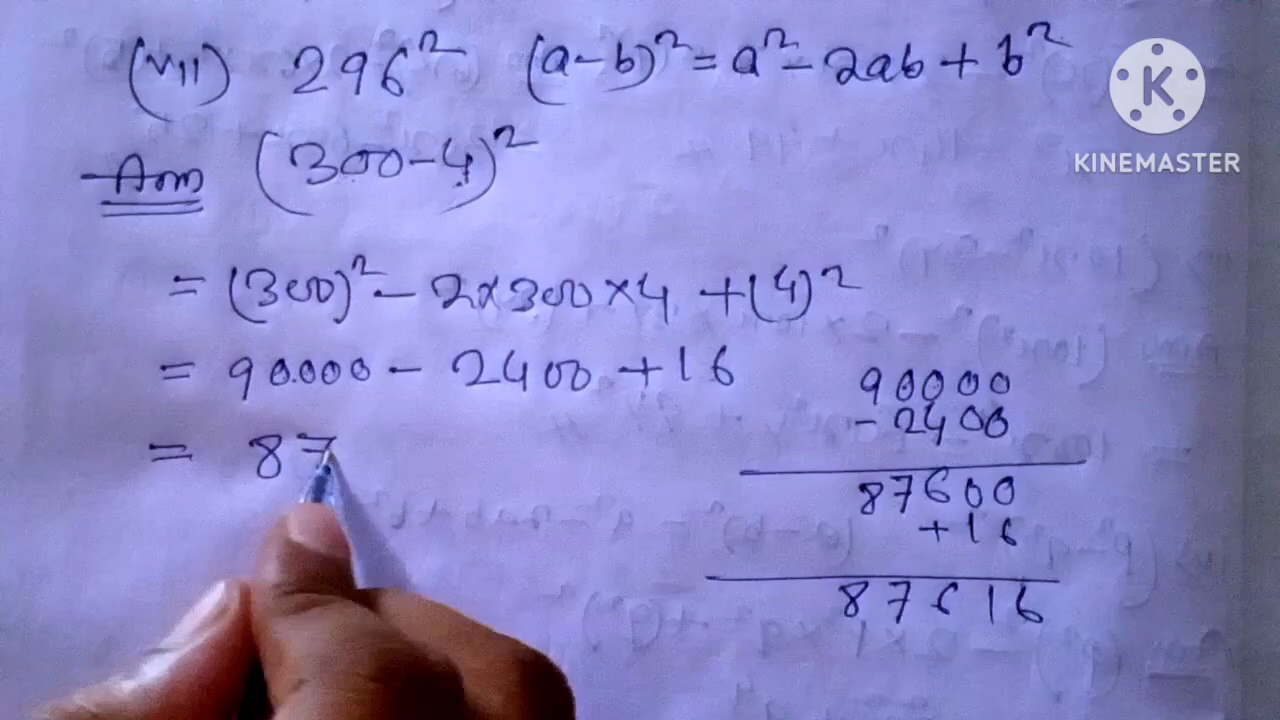 (vii) 296² (a-b)² = a² - 2ab + b²
Ans (300-4)²
= (300)² - 2×300×4 + (4)²
= 90000 - 2400 + 16
= 87
90000
- 2400
87600
+16
87616
K
KINEMASTER